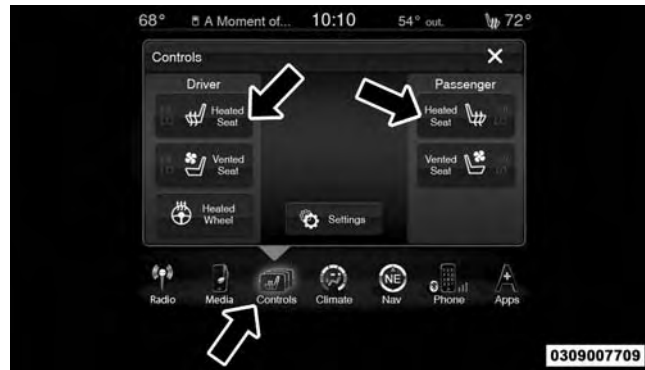 68° A Moment of... 10:10 54° out. 72°
Controls
Driver
Passenger
Heated
Seat
Heated
Seat
Vented
Seat
Vented
Seat
Heated
Wheel
Settings
Radio Media Controls Climate Nav Phone Apps
NE
0309007709